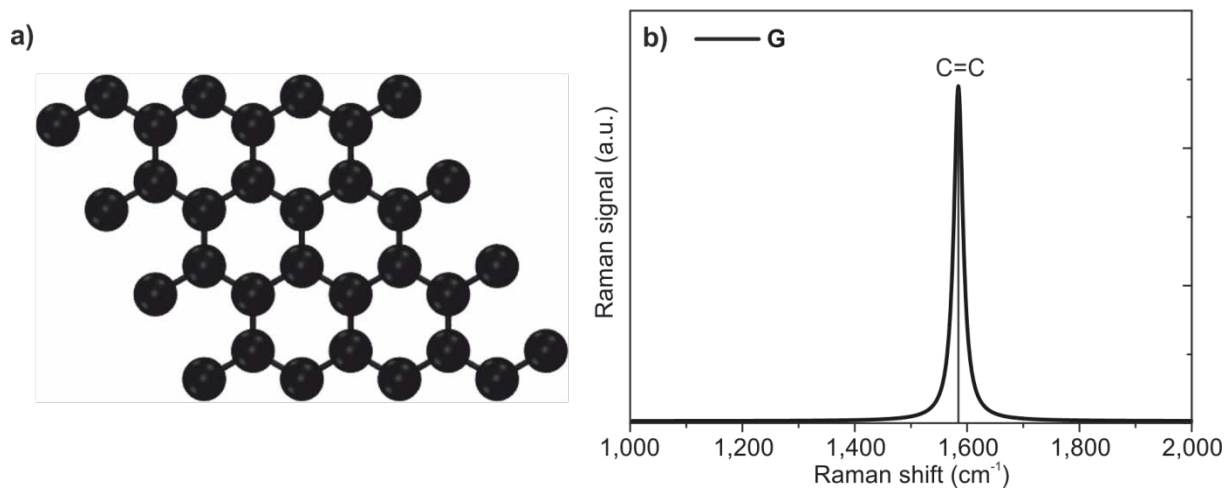 a)
b) G
C=C
Raman signal (a.u.)
1,000 1,200 1,400 1,600 1,800 2,000
Raman shift (cm⁻¹)